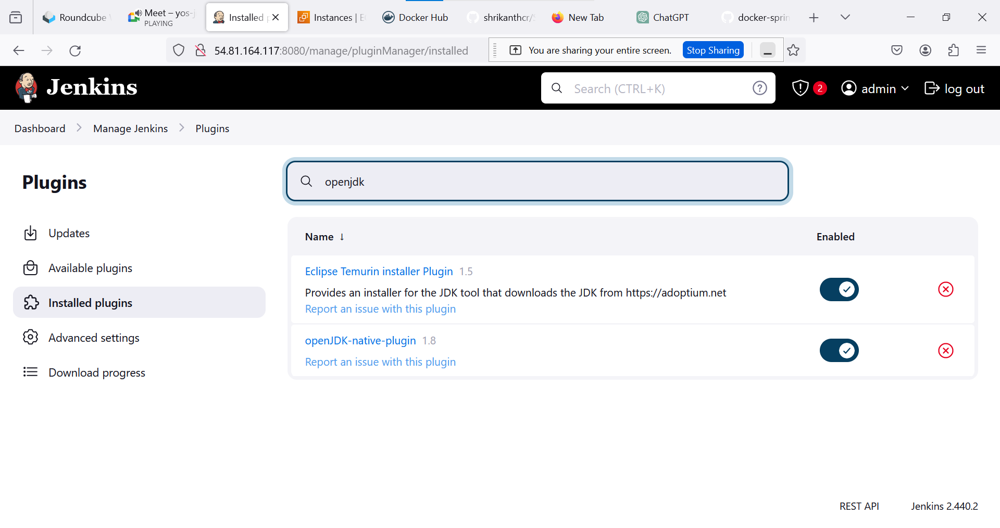 Roundcube
Meet – yos-j
PLAYING
Installed
Instances | E
Docker Hub
shrikanthcr/S
New Tab
ChatGPT
docker-sprin
54.81.164.117:8080/manage/pluginManager/installed
You are sharing your entire screen.
Stop Sharing
Jenkins
Search (CTRL+K)
2
admin
log out
Dashboard
Manage Jenkins
Plugins
Plugins
openjdk
Updates
Available plugins
Installed plugins
Advanced settings
Download progress
Name ↓
Enabled
Eclipse Temurin installer Plugin 1.5
Provides an installer for the JDK tool that downloads the JDK from https://adoptium.net
Report an issue with this plugin
openJDK-native-plugin 1.8
Report an issue with this plugin
REST API
Jenkins 2.440.2